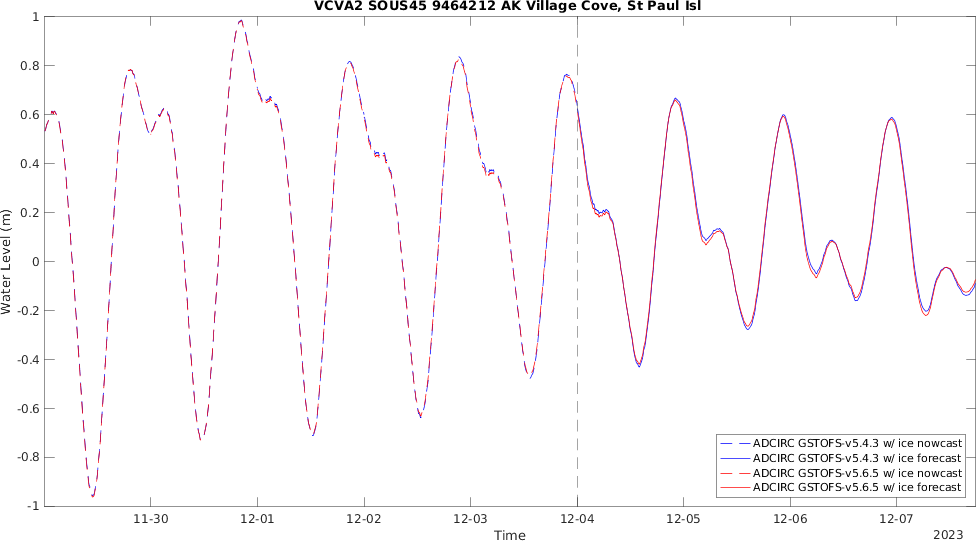 VCVA2 SOUS45 9464212 AK Village Cove, St Paul Isl
1
0.8
0.6
0.4
0.2
0
-0.2
-0.4
-0.6
-0.8
-1
Water Level (m)
ADCIRC GSTOFS-v5.4.3 w/ ice nowcast
ADCIRC GSTOFS-v5.4.3 w/ ice forecast
ADCIRC GSTOFS-v5.6.5 w/ ice nowcast
ADCIRC GSTOFS-v5.6.5 w/ ice forecast
11-30 12-01 12-02 12-03 12-04 12-05 12-06 12-07
Time
2023